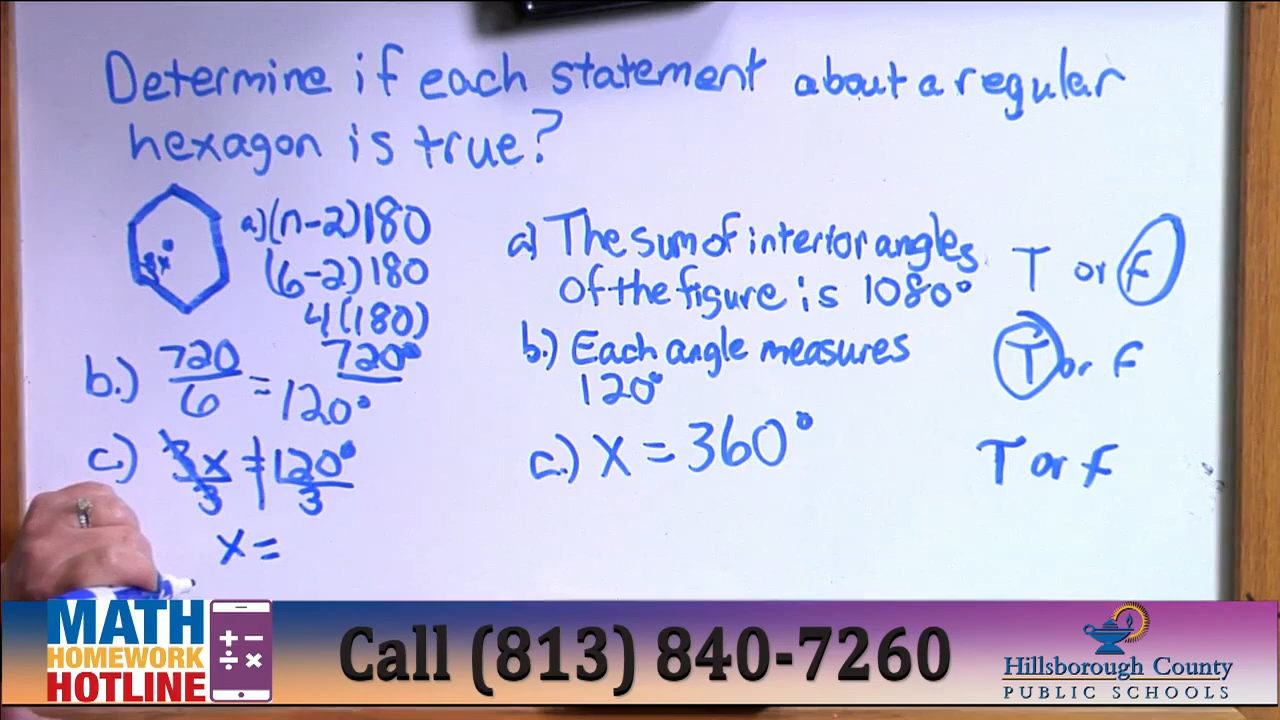 Determine if each statement about a regular
hexagon is true?
3x°
a.)(n-2)180
(6-2)180
4(180)
720°
b.) 720/6 = 120°
c.) 3x/3 = 120°/3
x =
a) The sum of interior angles
of the figure is 1080°
T or F
b.) Each angle measures
120°
T or F
c.) x = 360°
T or F
MATH
HOMEWORK
HOTLINE
+ −
÷ ×
Call (813) 840-7260
Hillsborough County
PUBLIC SCHOOLS